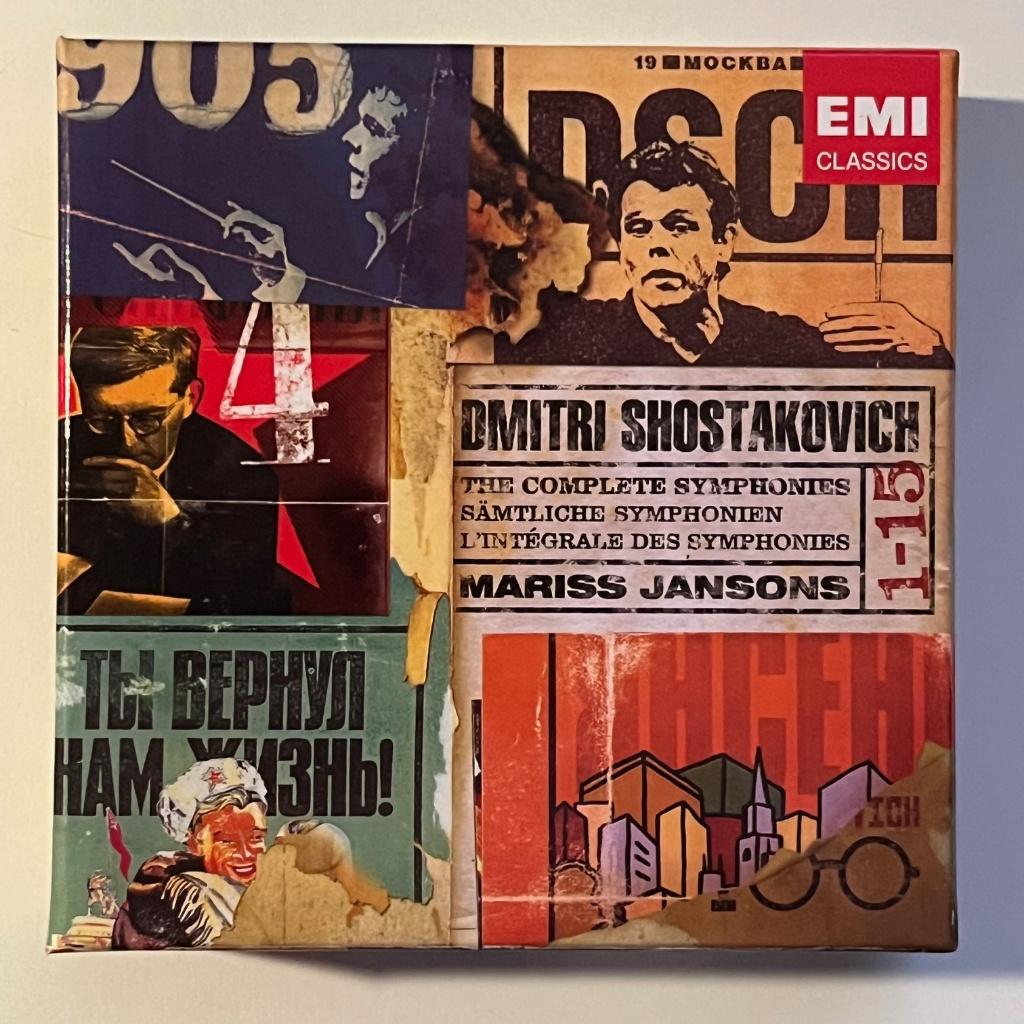 905
19 МОСКВА
DSCH
EMI
CLASSICS
4
DMITRI SHOSTAKOVICH
THE COMPLETE SYMPHONIES
SÄMTLICHE SYMPHONIEN
L'INTÉGRALE DES SYMPHONIES
1-15
MARISS JANSONS
ТЫ ВЕРНУЛ
НАМ ЖИЗНЬ!
VICH